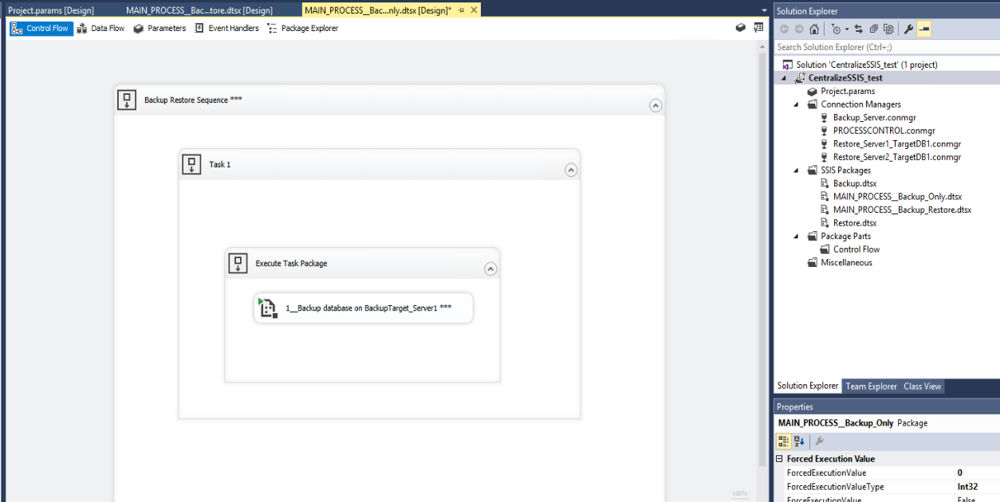 Project.params [Design]
MAIN_PROCESS__Bac...tore.dtsx [Design]
MAIN_PROCESS__Bac...nly.dtsx [Design]*
Control Flow
Data Flow
Parameters
Event Handlers
Package Explorer
Backup Restore Sequence ***
Task 1
Execute Task Package
1__Backup database on BackupTarget_Server1 ***
100%
Solution Explorer
Search Solution Explorer (Ctrl+;)
Solution 'CentralizeSSIS_test' (1 project)
CentralizeSSIS_test
Project.params
Connection Managers
Backup_Server.conmgr
PROCESSCONTROL.conmgr
Restore_Server1_TargetDB1.conmgr
Restore_Server2_TargetDB1.conmgr
SSIS Packages
Backup.dtsx
MAIN_PROCESS__Backup_Only.dtsx
MAIN_PROCESS__Backup_Restore.dtsx
Restore.dtsx
Package Parts
Control Flow
Miscellaneous
Solution Explorer
Team Explorer
Class View
Properties
MAIN_PROCESS__Backup_Only Package
Forced Execution Value
ForcedExecutionValue 0
ForcedExecutionValueType Int32
ForceExecutionValue False